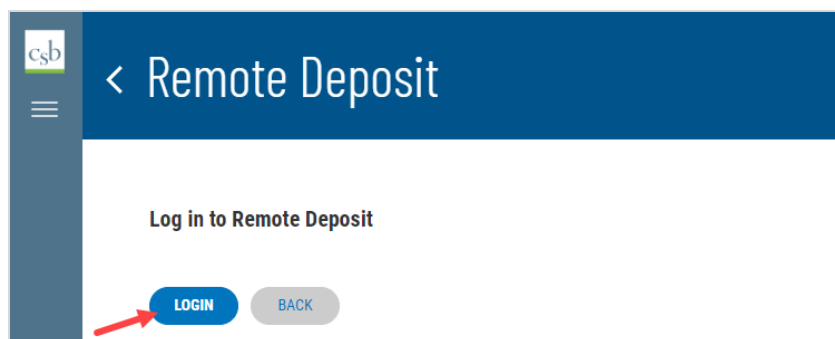 csb
Remote Deposit
Log in to Remote Deposit
LOGIN
BACK